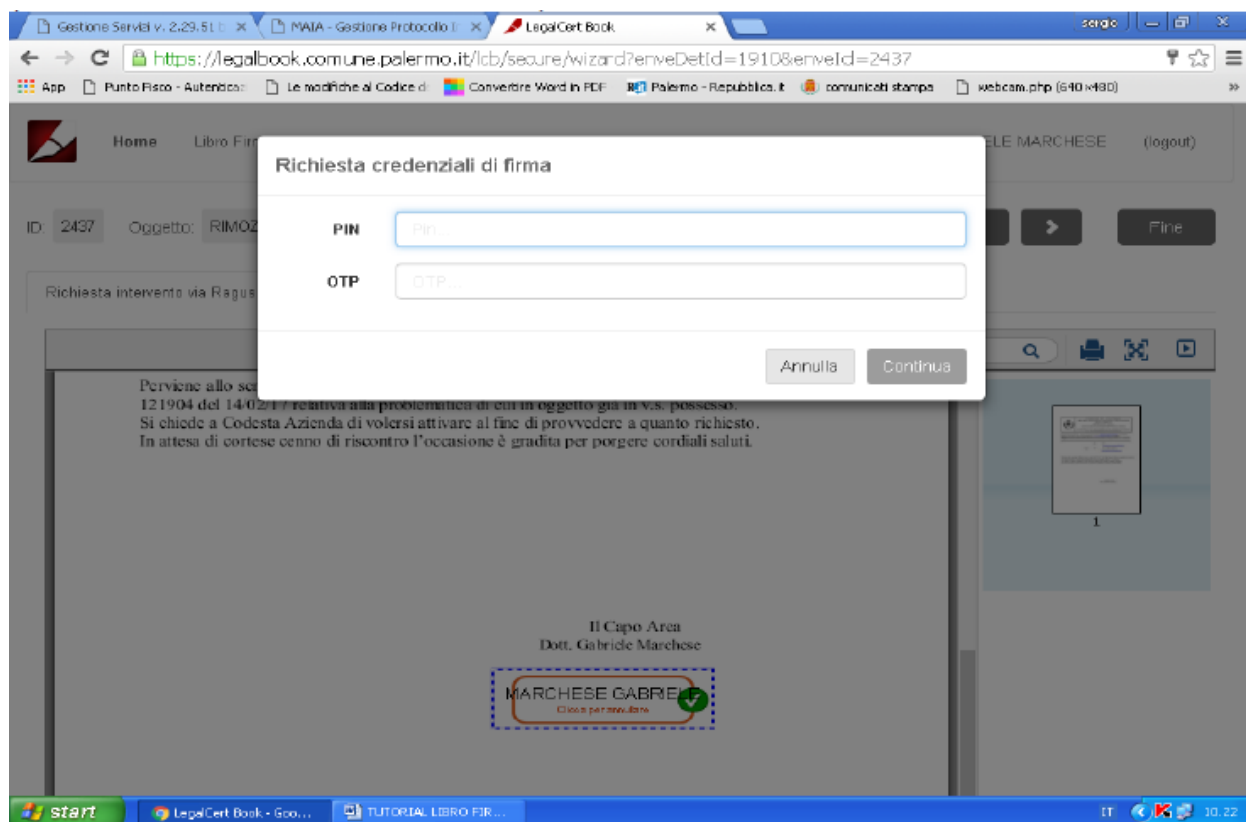 Gestione Servizi v. 2.29.51 b
MAIA - Gestione Protocollo I
LegalCert Book
sergio
https://legalbook.comune.palermo.it/lcb/secure/wizard?enveDetId=19108&enveId=2437
App
Punto Fisco - Autentica
Le modifiche al Codice d
Convertire Word in PDF
Palermo - Repubblica.it
comunicati stampa
webcam.php (640×480)
»
Home
Libro Fir
ELE MARCHESE
(logout)
Richiesta credenziali di firma
ID: 2437
Oggetto: RIMOZ
Fine
PIN
Pin...
OTP
OTP...
Richiesta intervento via Ragus
Annulla
Continua
Perviene allo
121904 del 14/02/17 relativa alla problematica di cui in oggetto già in v.s. possesso.
Si chiede a Codesta Azienda di volersi attivare al fine di provvedere a quanto richiesto.
In attesa di cortese cenno di riscontro l'occasione è gradita per porgere cordiali saluti.
1
Il Capo Area
Dott. Gabriele Marchese
MARCHESE GABRIELE
Clicca per annullare
start
LegalCert Book - Goo...
TUTORIAL LIBRO FIR...
IT
10.22